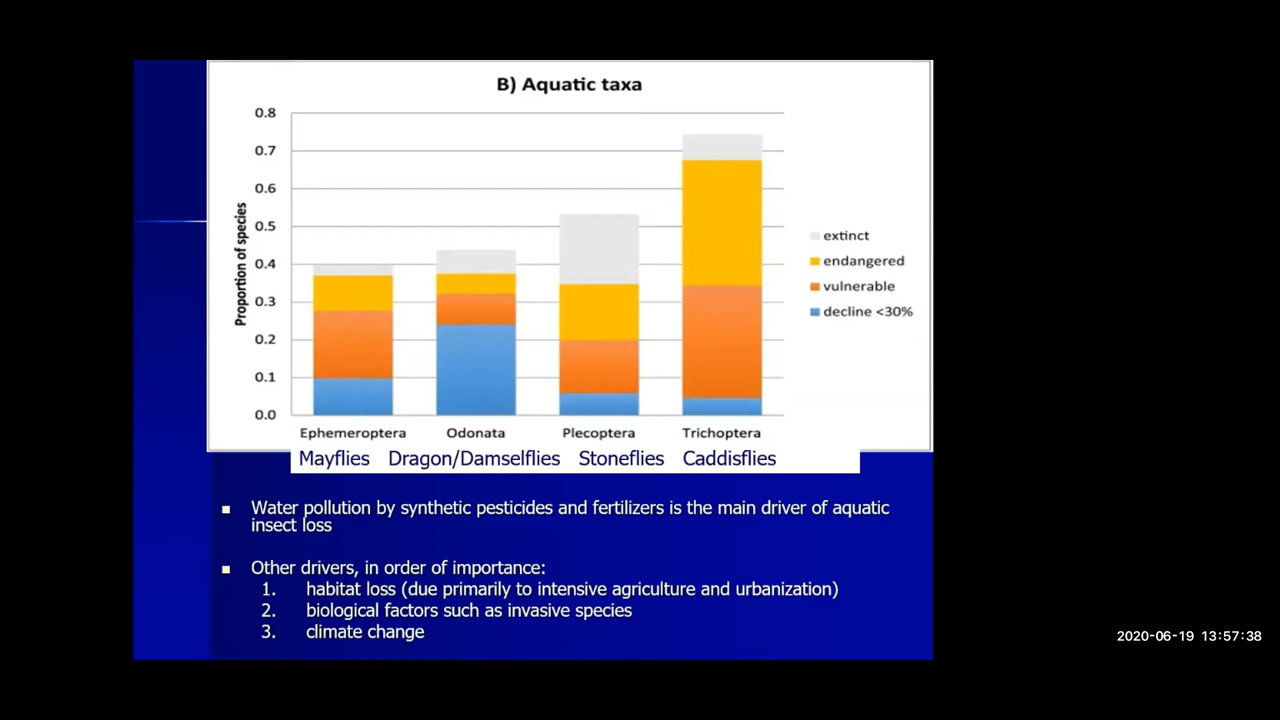 B) Aquatic taxa
0.8
0.7
0.6
0.5
0.4
0.3
0.2
0.1
0.0
Proportion of species
extinct
endangered
vulnerable
decline <30%
Ephemeroptera Odonata Plecoptera Trichoptera
Mayflies Dragon/Damselflies Stoneflies Caddisflies
Water pollution by synthetic pesticides and fertilizers is the main driver of aquatic
insect loss
Other drivers, in order of importance:
1. habitat loss (due primarily to intensive agriculture and urbanization)
2. biological factors such as invasive species
3. climate change
2020-06-19 13:57:38